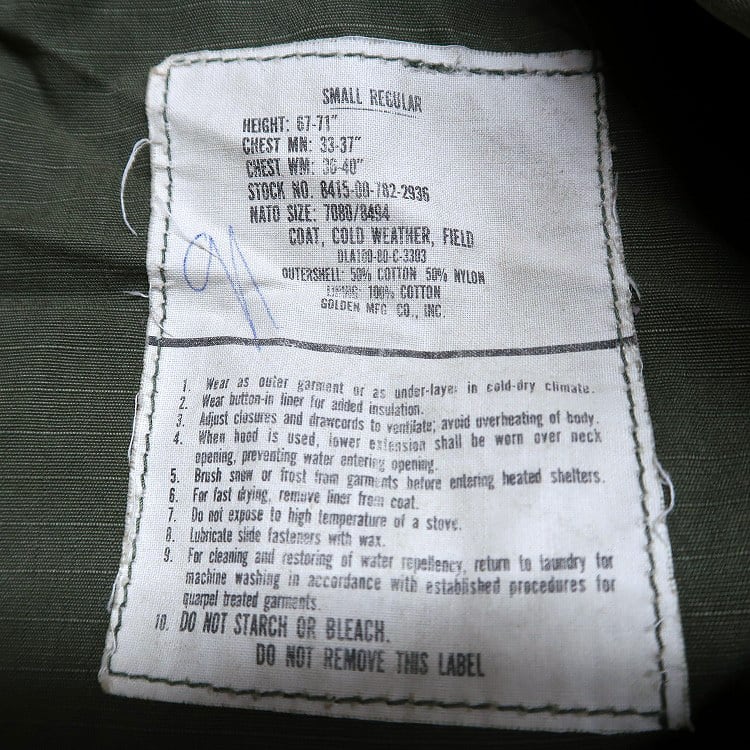 SMALL REGULAR
HEIGHT: 67-71"
CHEST MN: 33-37"
CHEST WM: 36-40"
STOCK NO. 8415-00-782-2936
NATO SIZE: 7080/8494
COAT, COLD WEATHER, FIELD
DLA100-80-C-3303
OUTERSHELL: 50% COTTON 50% NYLON
LINING: 100% COTTON
GOLDEN MFG CO., INC.
1. Wear as outer garment or as under-layer in cold-dry climate.
2. Wear button-in liner for added insulation.
3. Adjust closures and drawcords to ventilate; avoid overheating of body.
4. When hood is used, lower extension shall be worn over neck
opening, preventing water entering opening.
5. Brush snow or frost from garments before entering heated shelters.
6. For fast drying, remove liner from coat.
7. Do not expose to high temperature of a stove.
8. Lubricate slide fasteners with wax.
9. For cleaning and restoring of water repellency, return to laundry for
machine washing in accordance with established procedures for
quarpel treated garments.
10. DO NOT STARCH OR BLEACH.
DO NOT REMOVE THIS LABEL